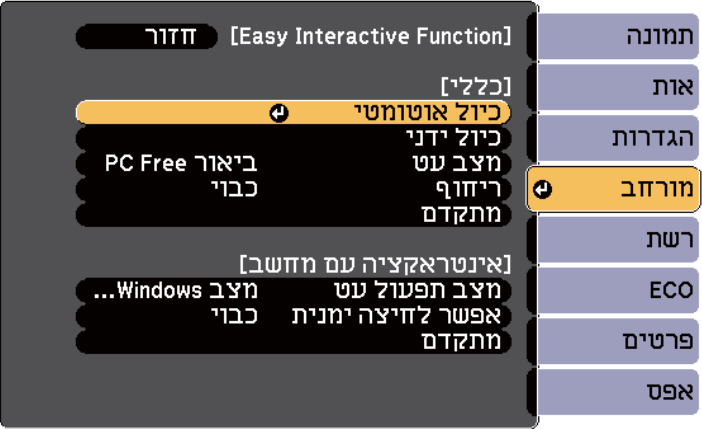 תמונה
אות
הגדרות
מורחב
רשת
ECO
פרטים
אפס
[Easy Interactive Function] חזור
[כללי]
כיול אוטומטי
כיול ידני
מצב עט ביאור PC Free
ריחוף כבוי
מתקדם
[אינטראקציה עם מחשב]
מצב תפעול עט מצב Windows...
אפשר לחיצה ימנית כבוי
מתקדם